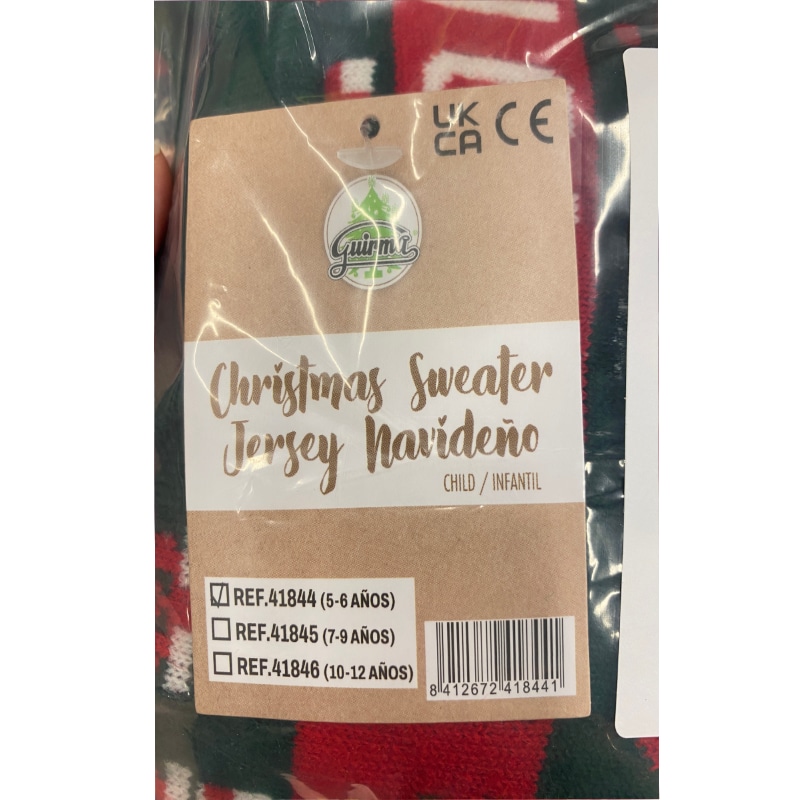 UK
CA CE
Guirma
Christmas Sweater
Jersey Navideño
CHILD / INFANTIL
REF.41844 (5-6 AÑOS)
REF.41845 (7-9 AÑOS)
REF.41846 (10-12 AÑOS)
8 412672 418441